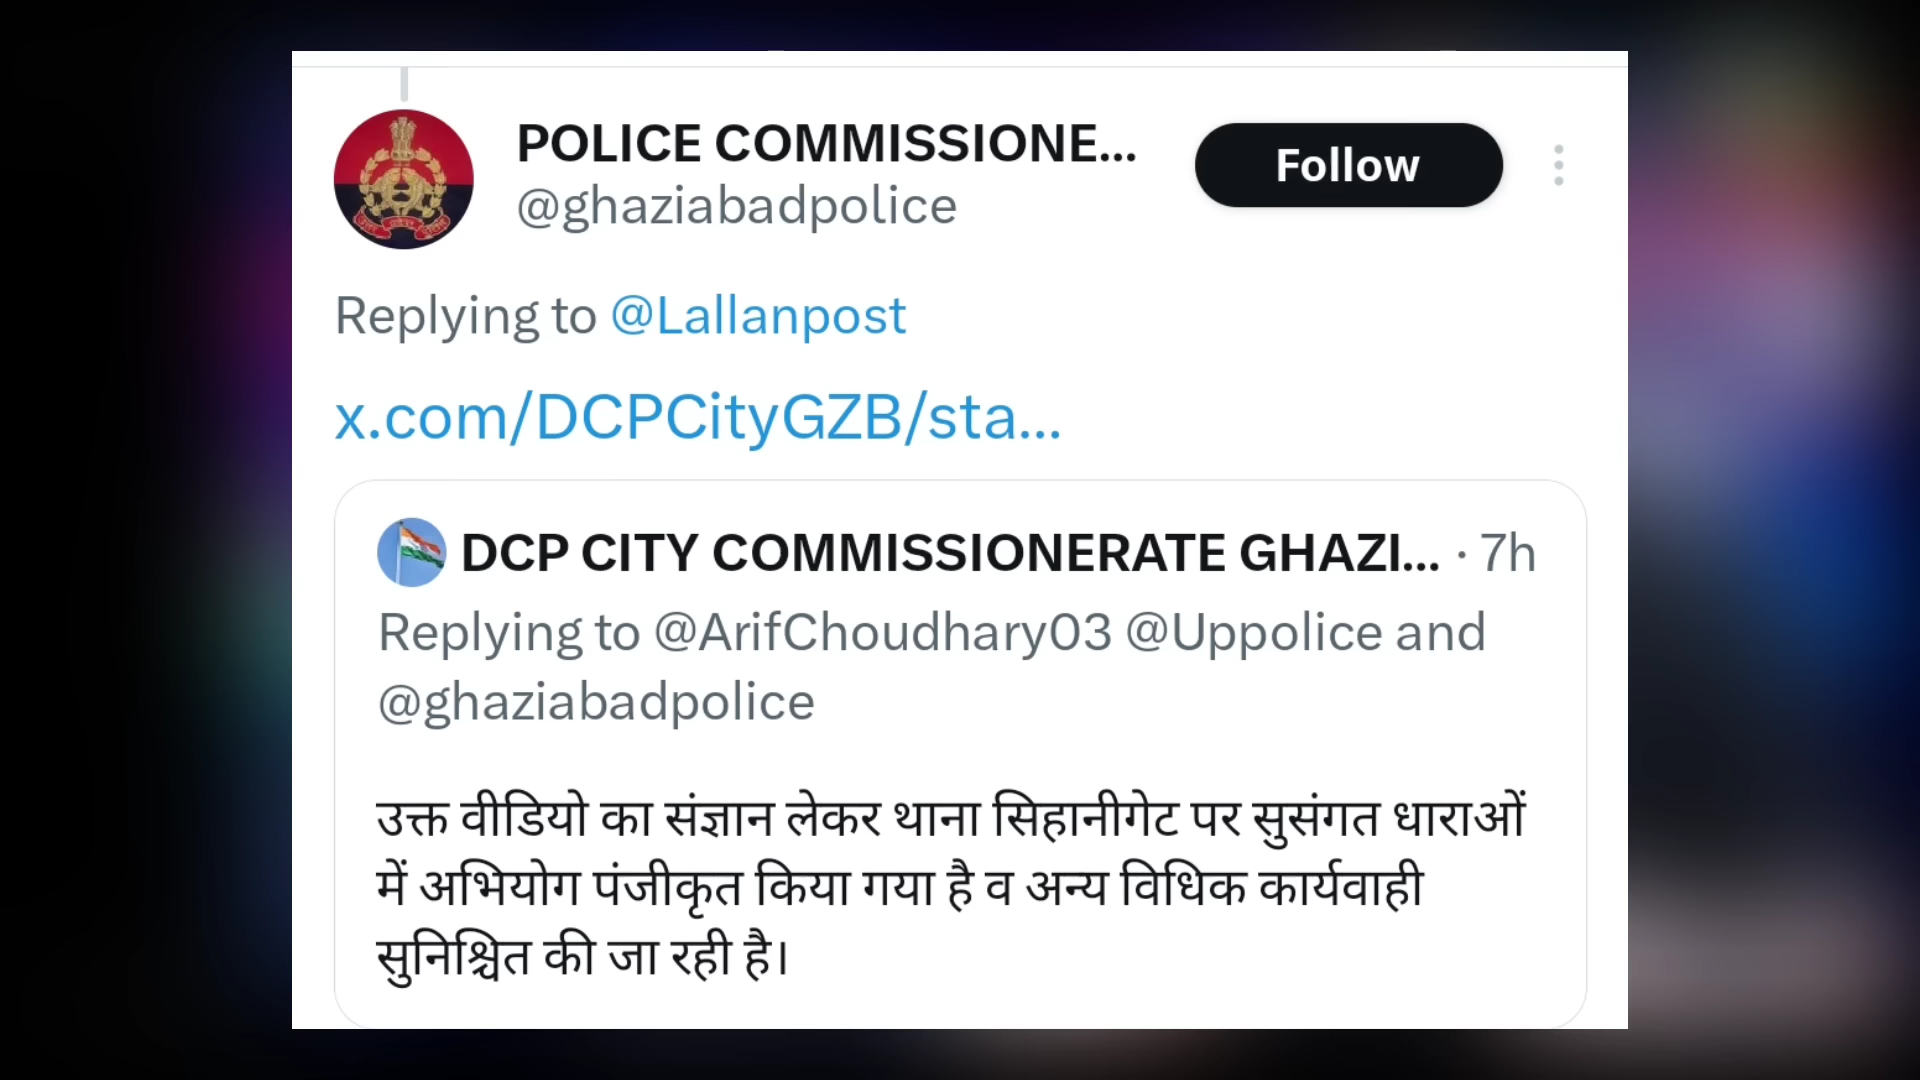 POLICE COMMISSIONE...
@ghaziabadpolice
Follow
Replying to @Lallanpost
x.com/DCPCityGZB/sta...
DCP CITY COMMISSIONERATE GHAZI... · 7h
Replying to @ArifChoudhary03 @Uppolice and
@ghaziabadpolice
उक्त वीडियो का संज्ञान लेकर थाना सिहानीगेट पर सुसंगत धाराओं
में अभियोग पंजीकृत किया गया है व अन्य विधिक कार्यवाही
सुनिश्चित की जा रही है।